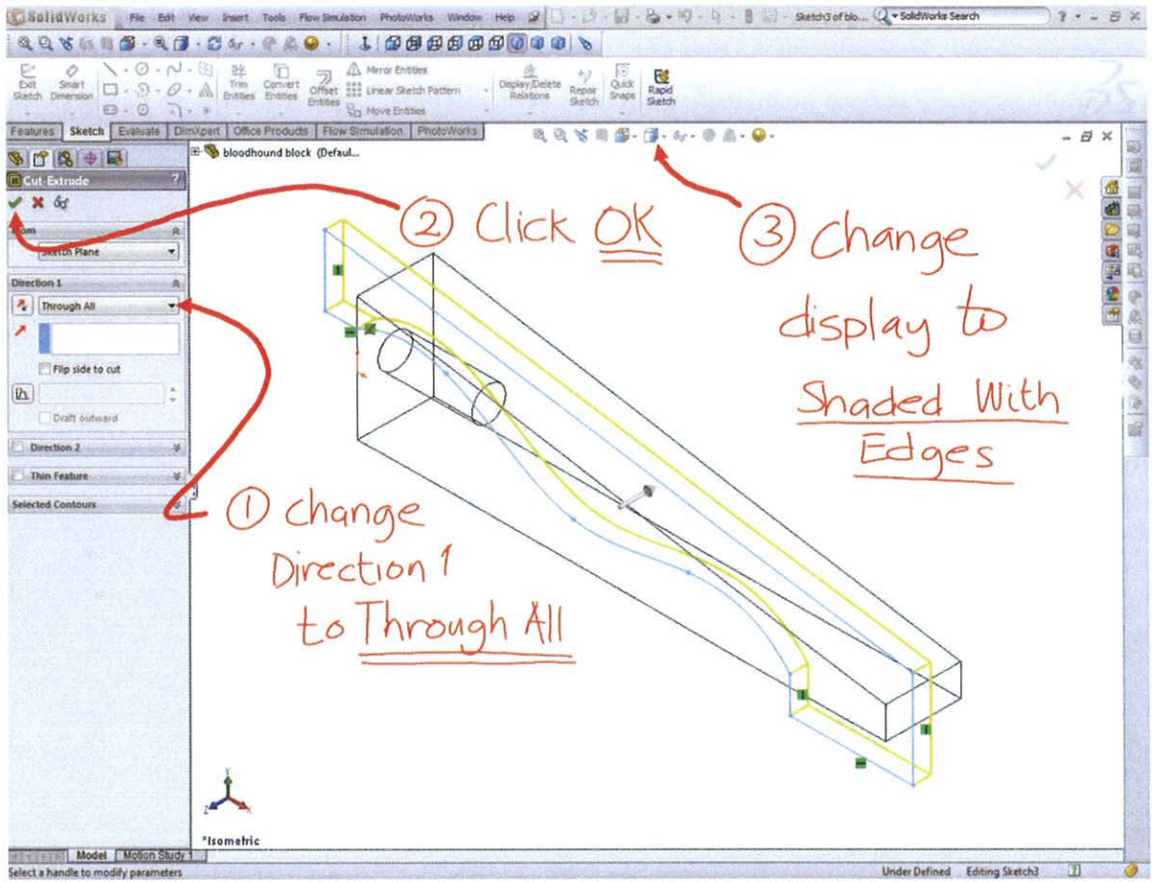 SolidWorks File Edit View Insert Tools Flow Simulation PhotoWorks Window Help Sketch3 of blo... SolidWorks Search ?
Exit Sketch
Smart Dimension
Trim Entities
Convert Entities
Offset Entities
Mirror Entities
Linear Sketch Pattern
Move Entities
Display/Delete Relations
Repair Sketch
Quick Snaps
Rapid Sketch
Features Sketch Evaluate DimXpert Office Products Flow Simulation PhotoWorks
bloodhound block (Defaul...
Cut-Extrude ?
Sketch Plane
Direction 1
Through All
Flip side to cut
Draft outward
Direction 2
Thin Feature
Selected Contours
② Click OK
③ Change
display to
Shaded With
Edges
① change
Direction 1
to Through All
Y
Z X
*Isometric
Model Motion Study 1
Select a handle to modify parameters Under Defined Editing Sketch3